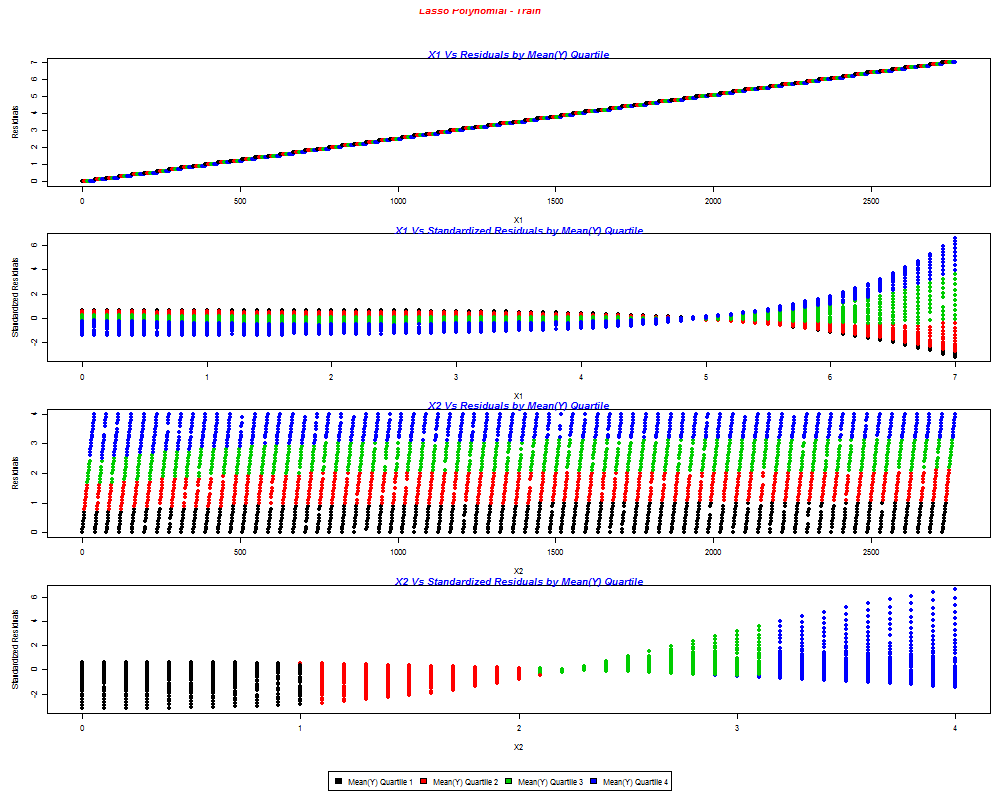 Lasso Polynomial - Train
X1 Vs Residuals by Mean(Y) Quartile
Residuals
0 1 2 3 4 5 6 7
0 500 1000 1500 2000 2500
X1
X1 Vs Standardized Residuals by Mean(Y) Quartile
Standardized Residuals
-2 0 2 4 6
0 1 2 3 4 5 6 7
X1
X2 Vs Residuals by Mean(Y) Quartile
Residuals
0 1 2 3 4
0 500 1000 1500 2000 2500
X2
X2 Vs Standardized Residuals by Mean(Y) Quartile
Standardized Residuals
-2 0 2 4 6
0 1 2 3 4
X2
Mean(Y) Quartile 1 Mean(Y) Quartile 2 Mean(Y) Quartile 3 Mean(Y) Quartile 4